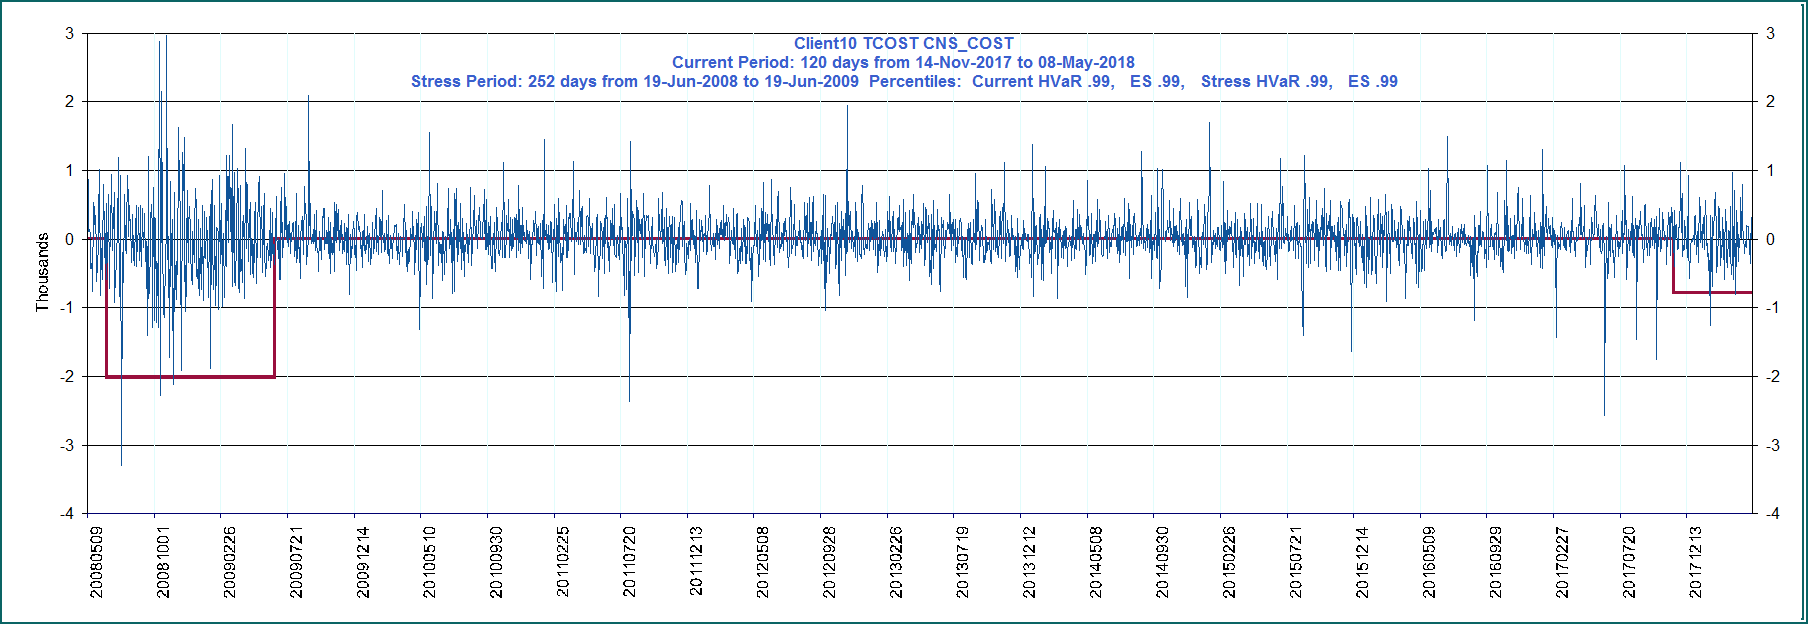 Client10 TCOST CNS_COST
Current Period: 120 days from 14-Nov-2017 to 08-May-2018
Stress Period: 252 days from 19-Jun-2008 to 19-Jun-2009  Percentiles:  Current HVaR .99,   ES .99,   Stress HVaR .99,   ES .99
3 3
2 2
1 1
0 0
-1 -1
-2 -2
-3 -3
-4 -4
Thousands
20080509 20081001 20090226 20090721 20091214 20100510 20100930 20110225 20110720 20111213 20120508 20120928 20130226 20130719 20131212 20140508 20140930 20150226 20150721 20151214 20160509 20160929 20170227 20170720 20171213